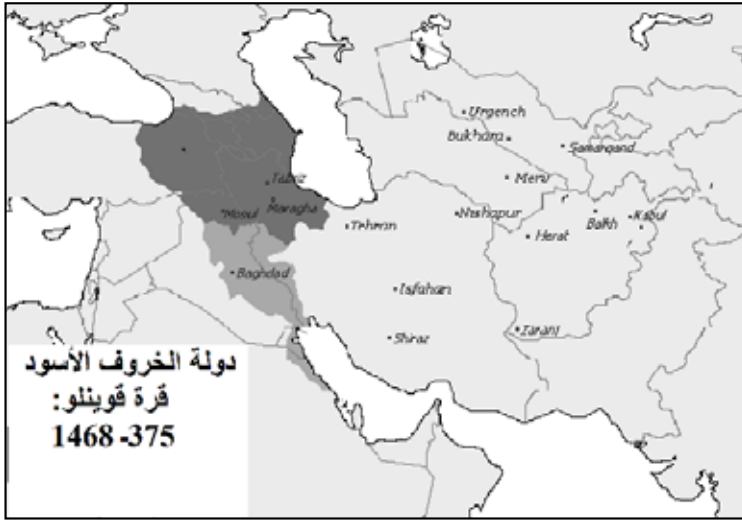 Urgench
Bukhara
Samarqand
Merv
Tabriz
Maragha
Mosul
Tehran
Nishapur
Balkh
Kabul
Herat
Baghdad
Isfahan
Shiraz
Zaranj
دولة الخروف الأسود
قرة قوينلو:
1468-375